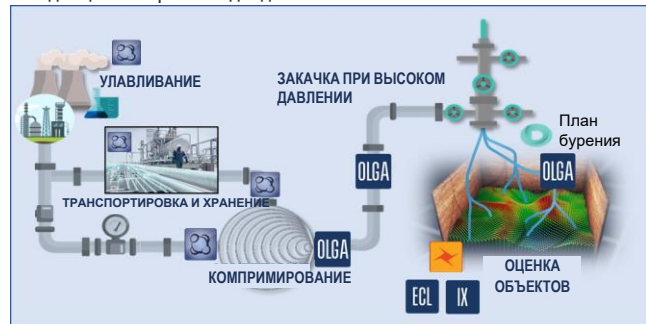 УЛАВЛИВАНИЕ
ЗАКАЧКА ПРИ ВЫСОКОМ
ДАВЛЕНИИ
План
бурения
OLGA
OLGA
ТРАНСПОРТИРОВКА И ХРАНЕНИЕ
OLGA
КОМПРИМИРОВАНИЕ
ОЦЕНКА
ОБЪЕКТОВ
ECL
IX